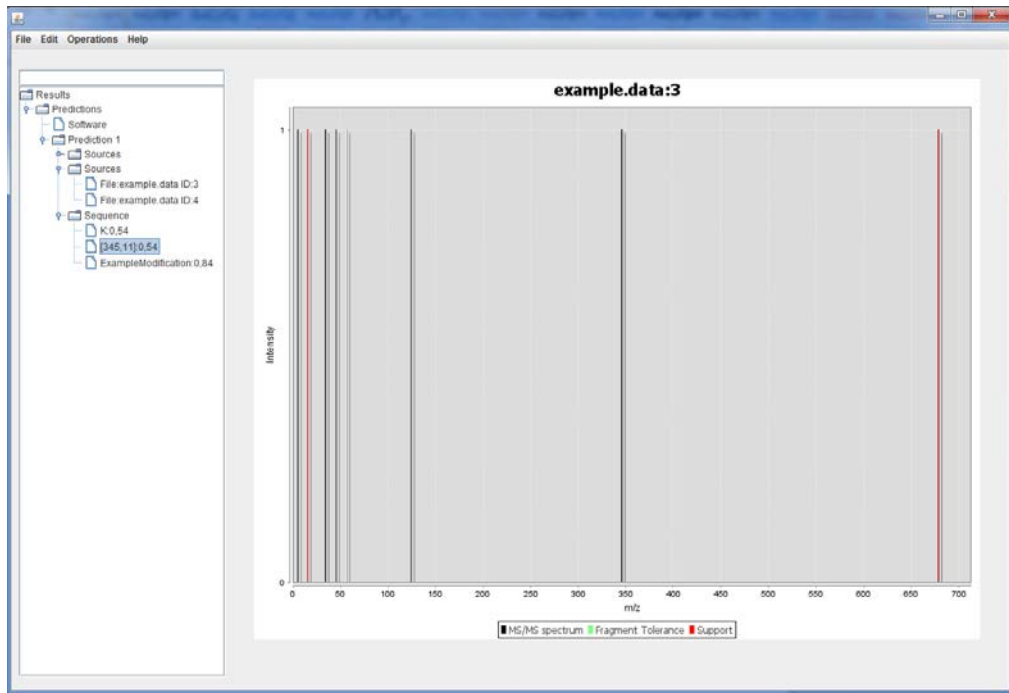 File Edit Operations Help
Results
Predictions
Software
Prediction 1
Sources
Sources
File:example.data ID:3
File:example.data ID:4
Sequence
K:0,54
[345,11]:0,54
ExampleModification:0,84
example.data:3
Intensity
1
0
0 50 100 150 200 250 300 350 400 450 500 550 600 650 700
m/z
MS/MS spectrum Fragment Tolerance Support